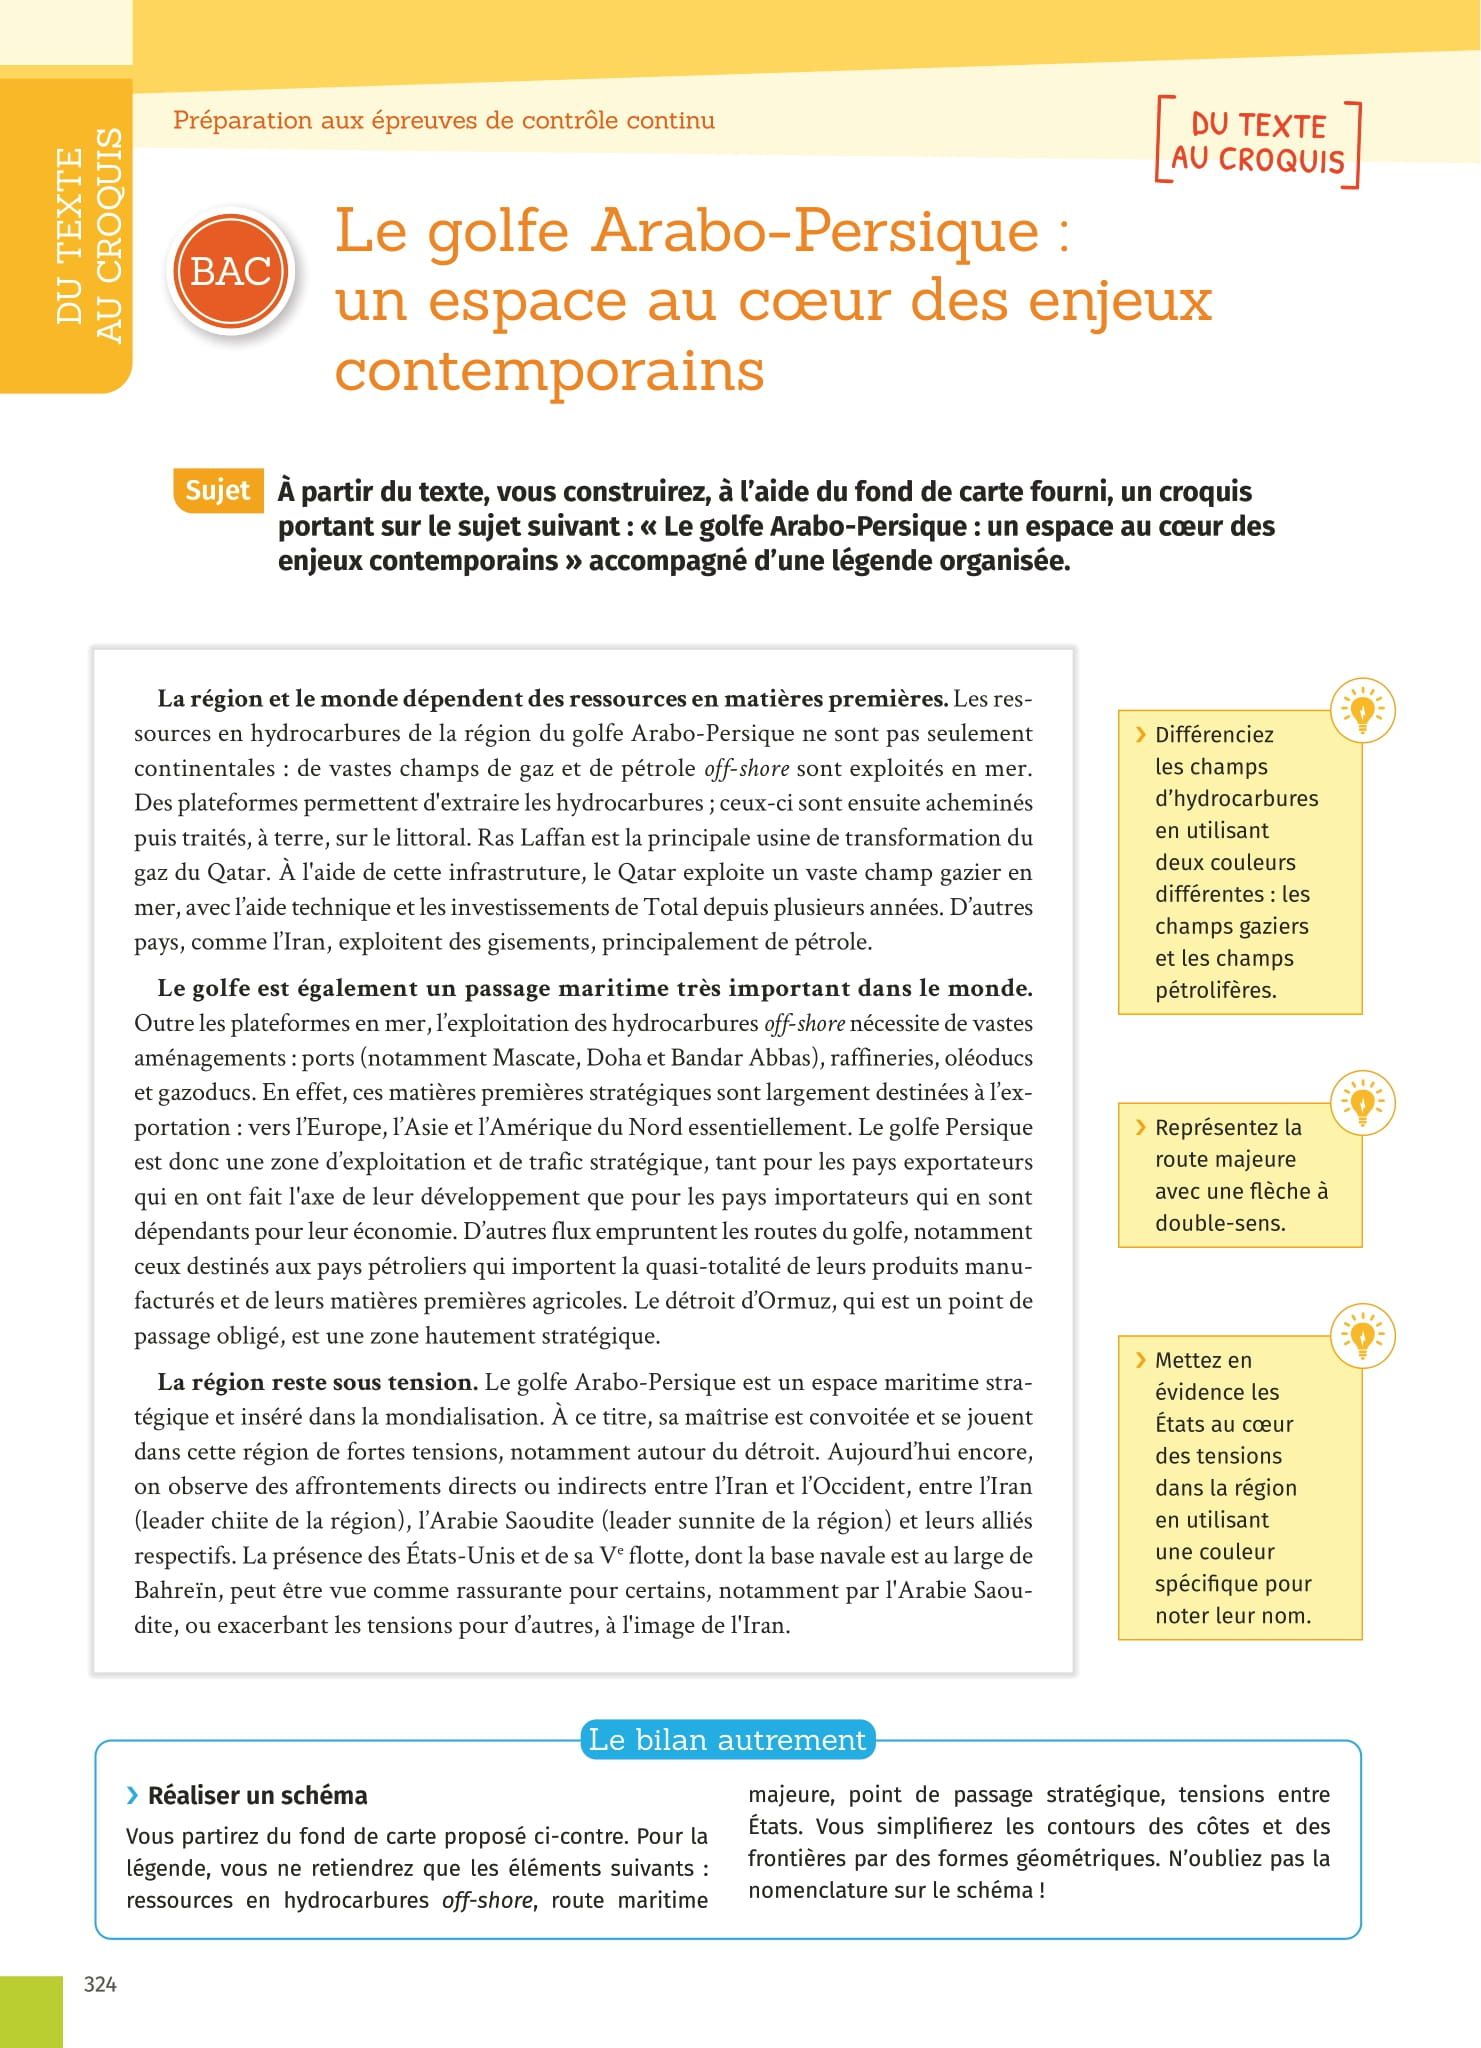 DU TEXTE
AU CROQUIS
Préparation aux épreuves de contrôle continu
DU TEXTE
AU CROQUIS
BAC
Le golfe Arabo-Persique :
un espace au cœur des enjeux
contemporains
Sujet
À partir du texte, vous construirez, à l’aide du fond de carte fourni, un croquis
portant sur le sujet suivant : « Le golfe Arabo-Persique : un espace au cœur des
enjeux contemporains » accompagné d’une légende organisée.
La région et le monde dépendent des ressources en matières premières. Les res-
sources en hydrocarbures de la région du golfe Arabo-Persique ne sont pas seulement
continentales : de vastes champs de gaz et de pétrole off-shore sont exploités en mer.
Des plateformes permettent d'extraire les hydrocarbures ; ceux-ci sont ensuite acheminés
puis traités, à terre, sur le littoral. Ras Laffan est la principale usine de transformation du
gaz du Qatar. À l'aide de cette infrastruture, le Qatar exploite un vaste champ gazier en
mer, avec l’aide technique et les investissements de Total depuis plusieurs années. D’autres
pays, comme l’Iran, exploitent des gisements, principalement de pétrole.
Le golfe est également un passage maritime très important dans le monde.
Outre les plateformes en mer, l’exploitation des hydrocarbures off-shore nécessite de vastes
aménagements : ports (notamment Mascate, Doha et Bandar Abbas), raffineries, oléoducs
et gazoducs. En effet, ces matières premières stratégiques sont largement destinées à l’ex-
portation : vers l’Europe, l’Asie et l’Amérique du Nord essentiellement. Le golfe Persique
est donc une zone d’exploitation et de trafic stratégique, tant pour les pays exportateurs
qui en ont fait l'axe de leur développement que pour les pays importateurs qui en sont
dépendants pour leur économie. D’autres flux empruntent les routes du golfe, notamment
ceux destinés aux pays pétroliers qui importent la quasi-totalité de leurs produits manu-
facturés et de leurs matières premières agricoles. Le détroit d’Ormuz, qui est un point de
passage obligé, est une zone hautement stratégique.
La région reste sous tension. Le golfe Arabo-Persique est un espace maritime stra-
tégique et inséré dans la mondialisation. À ce titre, sa maîtrise est convoitée et se jouent
dans cette région de fortes tensions, notamment autour du détroit. Aujourd’hui encore,
on observe des affrontements directs ou indirects entre l’Iran et l’Occident, entre l’Iran
(leader chiite de la région), l’Arabie Saoudite (leader sunnite de la région) et leurs alliés
respectifs. La présence des États-Unis et de sa Vᵉ flotte, dont la base navale est au large de
Bahreïn, peut être vue comme rassurante pour certains, notamment par l'Arabie Saou-
dite, ou exacerbant les tensions pour d’autres, à l'image de l'Iran.
› Différenciez
les champs
d’hydrocarbures
en utilisant
deux couleurs
différentes : les
champs gaziers
et les champs
pétrolifères.
› Représentez la
route majeure
avec une flèche à
double-sens.
› Mettez en
évidence les
États au cœur
des tensions
dans la région
en utilisant
une couleur
spécifique pour
noter leur nom.
Le bilan autrement
› Réaliser un schéma
Vous partirez du fond de carte proposé ci-contre. Pour la
légende, vous ne retiendrez que les éléments suivants :
ressources en hydrocarbures off-shore, route maritime
majeure, point de passage stratégique, tensions entre
États. Vous simplifierez les contours des côtes et des
frontières par des formes géométriques. N’oubliez pas la
nomenclature sur le schéma !
324